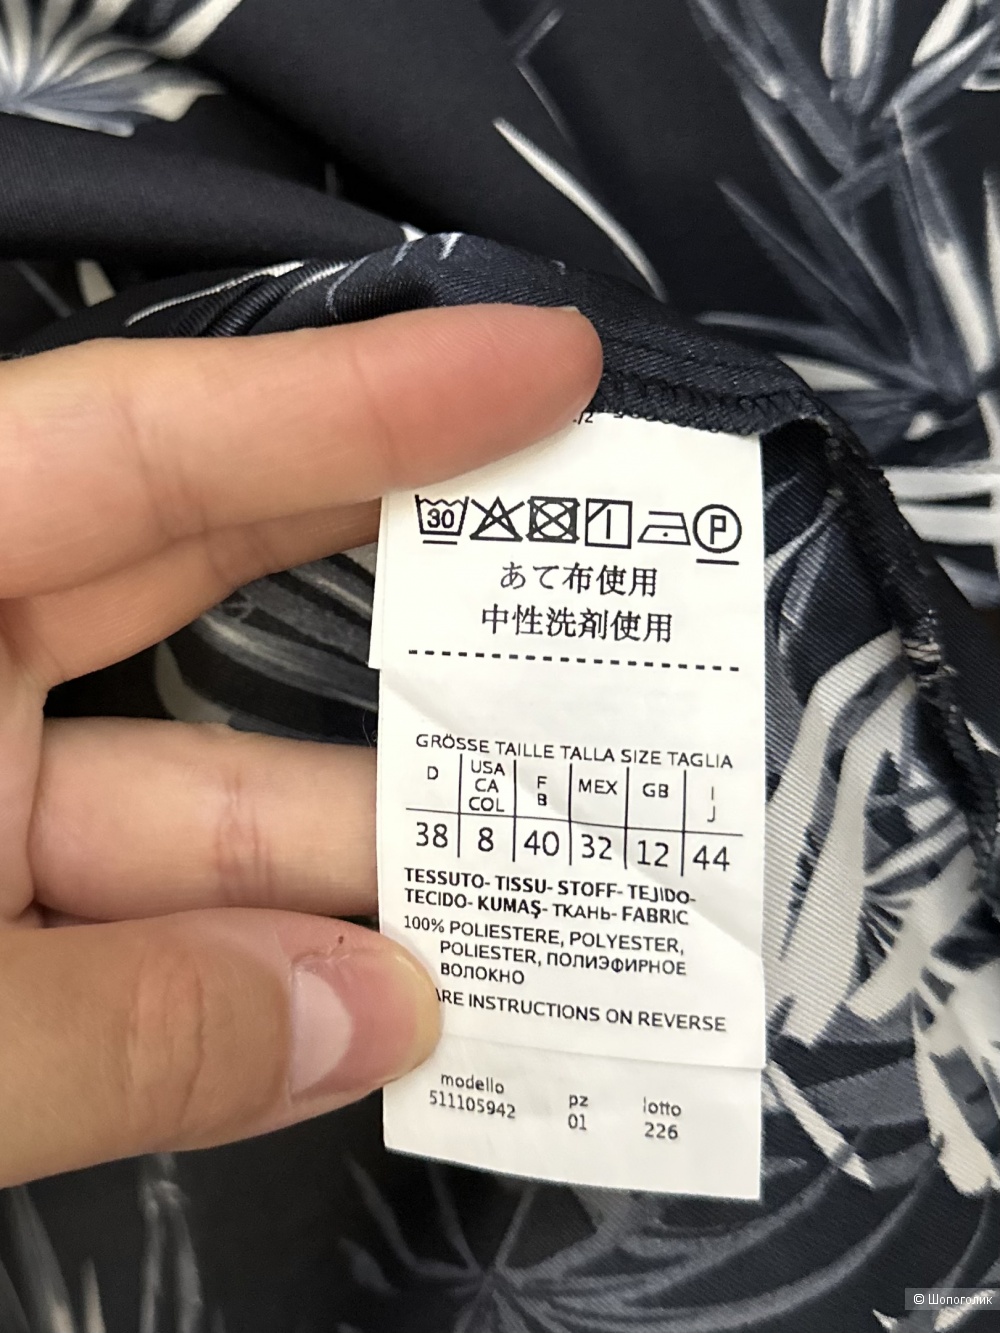 30 P
あて布使用
中性洗剤使用
GRÖSSE TAILLE TALLA SIZE TAGLIA
D USA CA COL F B MEX GB I J
38 8 40 32 12 44
TESSUTO- TISSU- STOFF- TEJIDO-
TECIDO- KUMAŞ- ТКАНЬ- FABRIC
100% POLIESTERE, POLYESTER,
POLIESTER, ПОЛИЭФИРНОЕ
ВОЛОКНО
ARE INSTRUCTIONS ON REVERSE
modello pz lotto
511105942 01 226
© Шопоголик